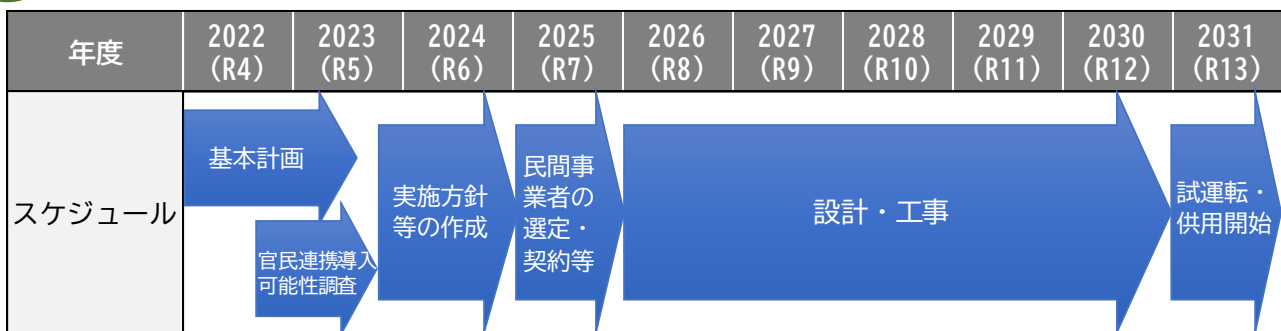 年度
2022
(R4)
2023
(R5)
2024
(R6)
2025
(R7)
2026
(R8)
2027
(R9)
2028
(R10)
2029
(R11)
2030
(R12)
2031
(R13)
スケジュール
基本計画
官民連携導入
可能性調査
実施方針
等の作成
民間事
業者の
選定・
契約等
設計・工事
試運転・
供用開始